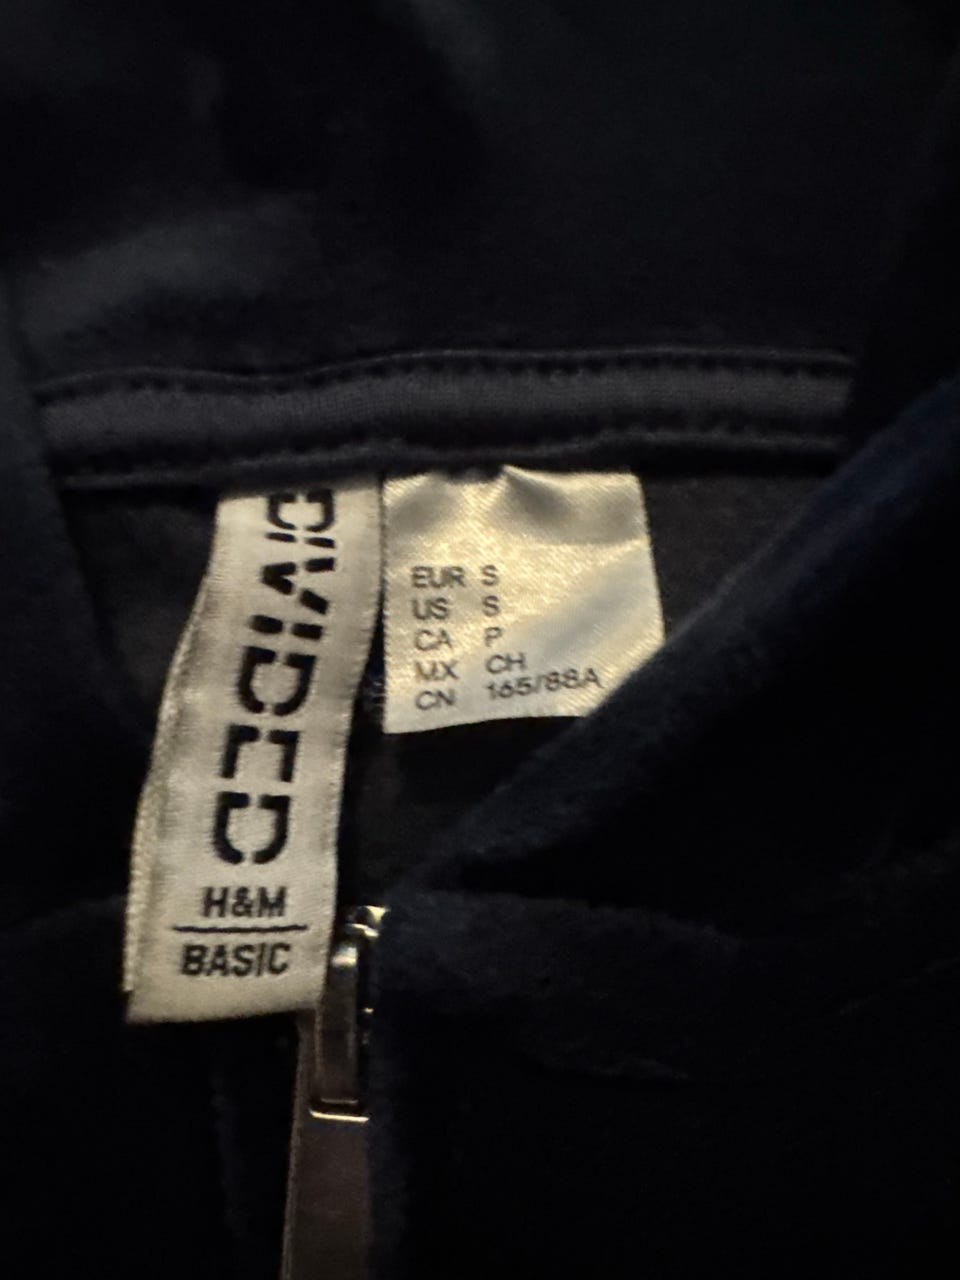 DIVIDED
H&M
BASIC
EUR S
US S
CA P
MX CH
CN 165/88A